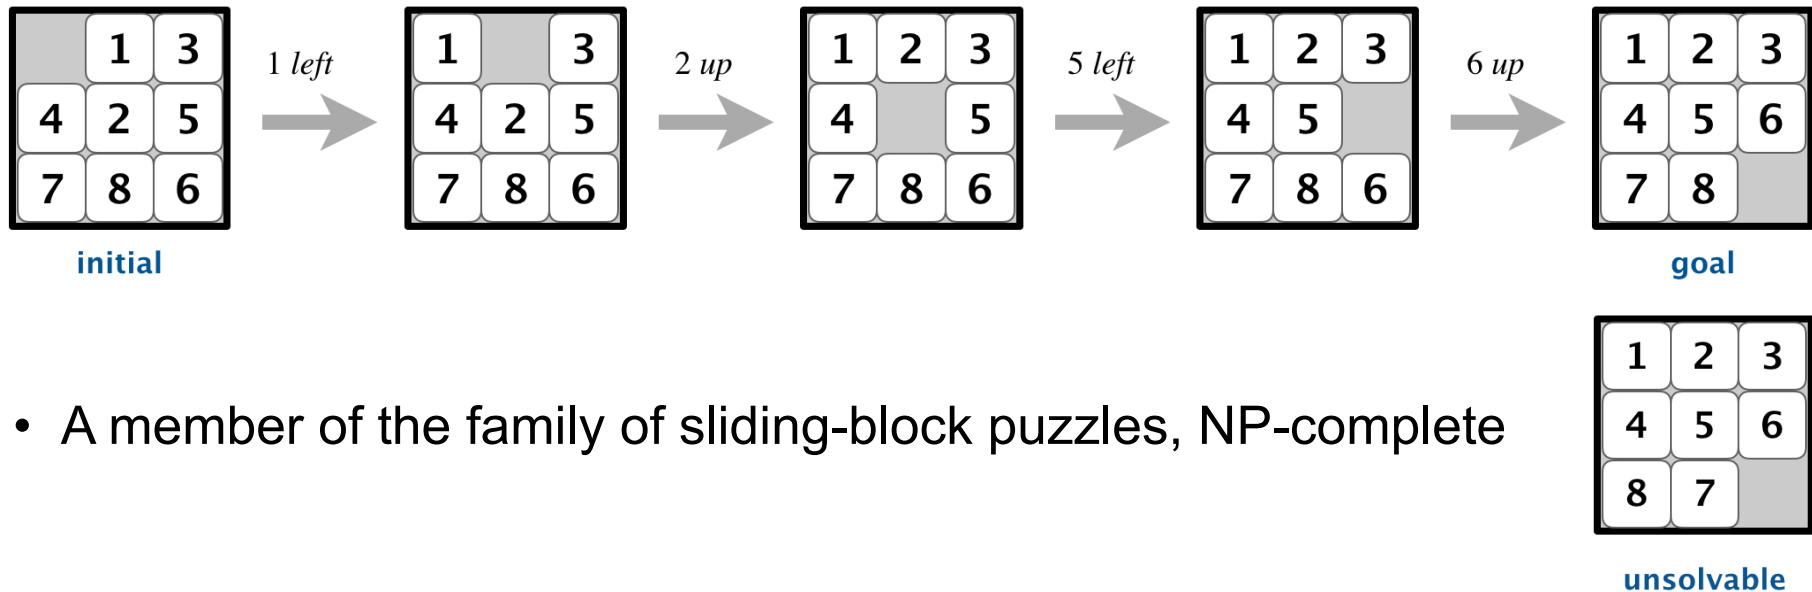 1 3
4 2 5
7 8 6
initial
1 left
1 3
4 2 5
7 8 6
2 up
1 2 3
4 5
7 8 6
5 left
1 2 3
4 5
7 8 6
6 up
1 2 3
4 5 6
7 8
goal
• A member of the family of sliding-block puzzles, NP-complete
1 2 3
4 5 6
8 7
unsolvable